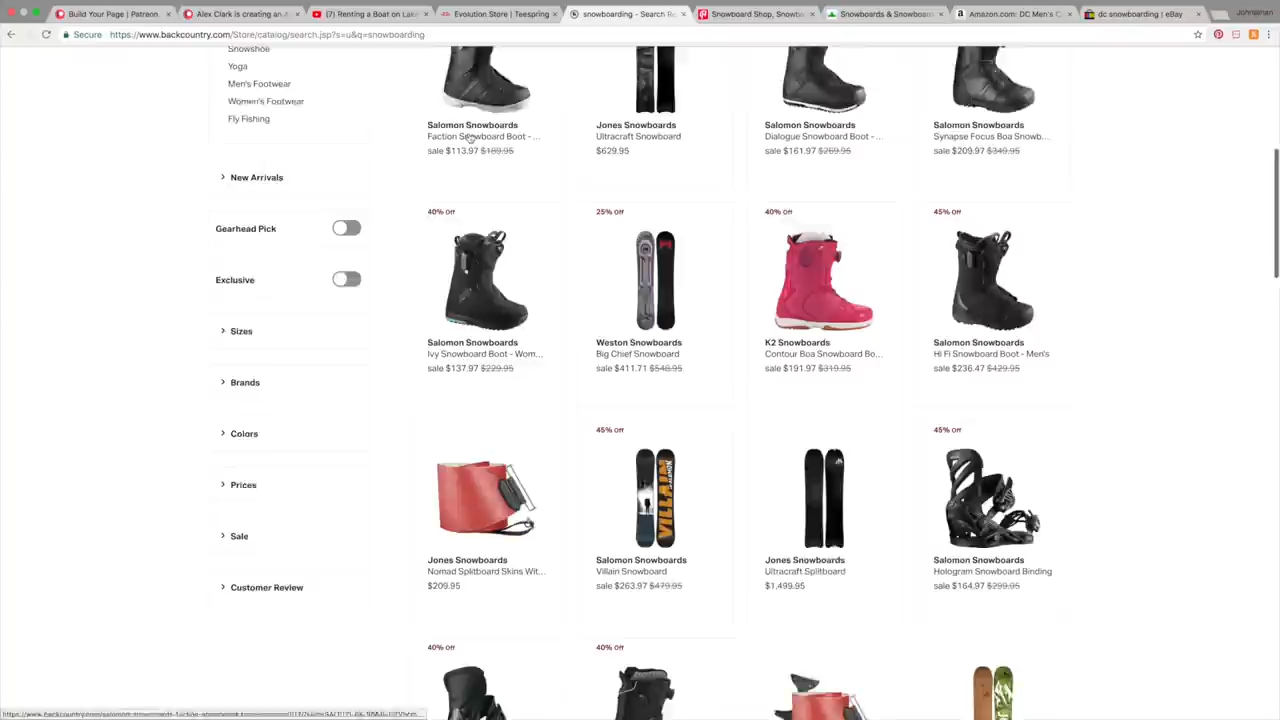 Build Your Page | Patreon
Alex Clark is creating an
(7) Renting a Boat on Lake
Evolution Store | Teespring
snowboarding - Search Re
Snowboard Shop, Snowbo
Snowboards & Snowboard
Amazon.com: DC Men's C
dc snowboarding | eBay
Johnathan
Secure
https://www.backcountry.com/Store/catalog/search.jsp?s=u&q=snowboarding
Snowshoe
Yoga
Men's Footwear
Women's Footwear
Fly Fishing
New Arrivals
Gearhead Pick
Exclusive
Sizes
Brands
Colors
Prices
Sale
Customer Review
Salomon Snowboards
Faction Snowboard Boot - ...
sale $113.97 $189.95
Jones Snowboards
Ultracraft Snowboard
$629.95
Salomon Snowboards
Dialogue Snowboard Boot - ...
sale $161.97 $269.95
Salomon Snowboards
Synapse Focus Boa Snowb...
sale $209.97 $349.95
40% Off
Salomon Snowboards
Ivy Snowboard Boot - Wom...
sale $137.97 $229.95
25% Off
Weston Snowboards
Big Chief Snowboard
sale $411.71 $548.95
40% Off
K2 Snowboards
Contour Boa Snowboard Bo...
sale $191.97 $319.95
45% Off
Salomon Snowboards
Hi Fi Snowboard Boot - Men's
sale $236.47 $429.95
Jones Snowboards
Nomad Splitboard Skins Wit...
$209.95
45% Off
VILLAIN
SALOMON
Salomon Snowboards
Villain Snowboard
sale $263.97 $479.95
Jones Snowboards
Ultracraft Splitboard
$1,499.95
45% Off
Salomon Snowboards
Hologram Snowboard Binding
sale $164.97 $299.95
40% Off
40% Off